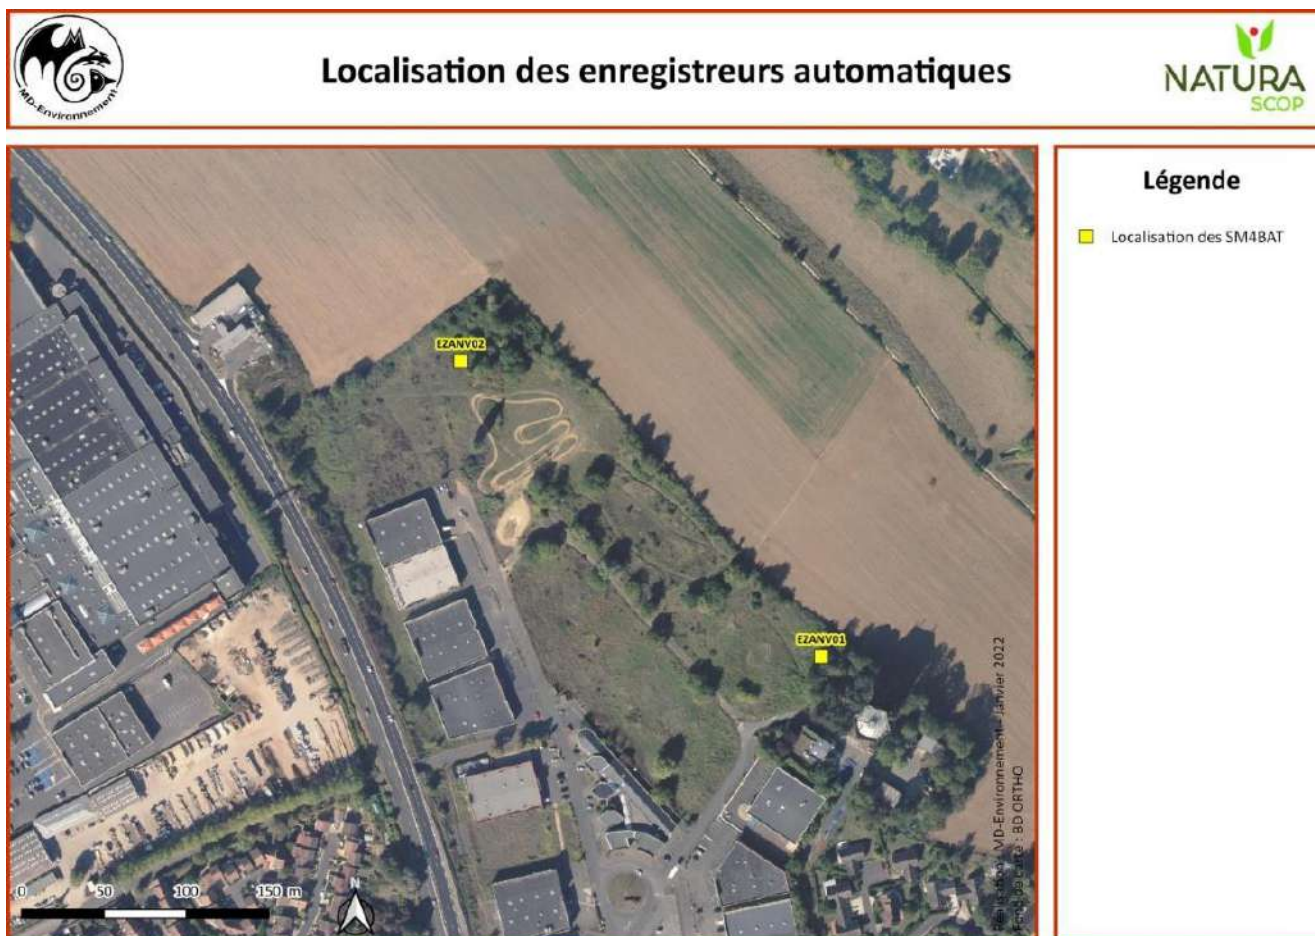 MD-Environnement
Localisation des enregistreurs automatiques
NATURA
SCOP
Légende
Localisation des SM4BAT
EZANV02
EZANV01
0 50 100 150 m
N
Réalisation : MD-Environnement - Janvier 2022
Fond de carte : BD ORTHO